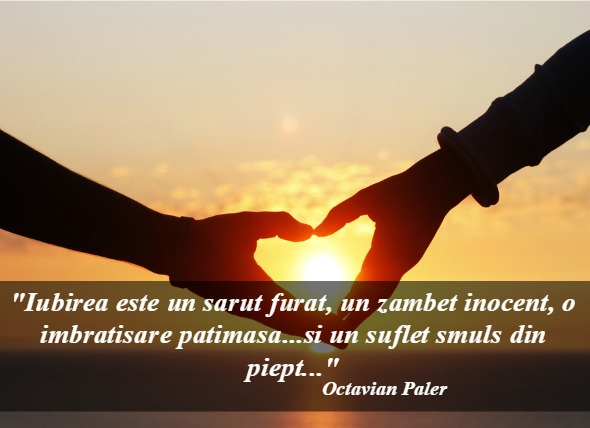 "Iubirea este un sarut furat, un zambet inocent, o
imbratisare patimasa...si un suflet smuls din
piept..."
Octavian Paler